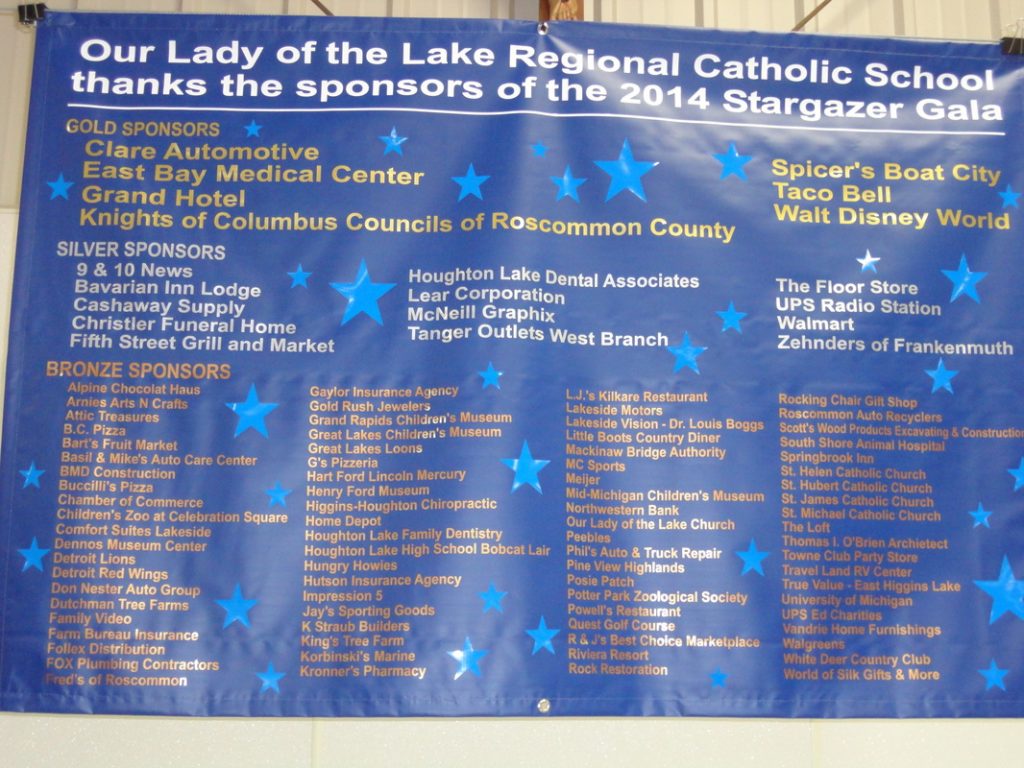 Our Lady of the Lake Regional Catholic School
thanks the sponsors of the 2014 Stargazer Gala
GOLD SPONSORS
Clare Automotive
East Bay Medical Center
Grand Hotel
Knights of Columbus Councils of Roscommon County
Spicer's Boat City
Taco Bell
Walt Disney World
SILVER SPONSORS
9 & 10 News
Bavarian Inn Lodge
Cashaway Supply
Christler Funeral Home
Fifth Street Grill and Market
Houghton Lake Dental Associates
Lear Corporation
McNeill Graphix
Tanger Outlets West Branch
The Floor Store
UPS Radio Station
Walmart
Zehnders of Frankenmuth
BRONZE SPONSORS
Alpine Chocolat Haus
Arnies Arts N Crafts
Attic Treasures
B.C. Pizza
Bart's Fruit Market
Basil & Mike's Auto Care Center
BMD Construction
Buccilli's Pizza
Chamber of Commerce
Children's Zoo at Celebration Square
Comfort Suites Lakeside
Dennos Museum Center
Detroit Lions
Detroit Red Wings
Don Nester Auto Group
Dutchman Tree Farms
Family Video
Farm Bureau Insurance
Follex Distribution
FOX Plumbing Contractors
Fred's of Roscommon
Gaylor Insurance Agency
Gold Rush Jewelers
Grand Rapids Children's Museum
Great Lakes Children's Museum
Great Lakes Loons
G's Pizzeria
Hart Ford Lincoln Mercury
Henry Ford Museum
Higgins-Houghton Chiropractic
Home Depot
Houghton Lake Family Dentistry
Houghton Lake High School Bobcat Lair
Hungry Howies
Hutson Insurance Agency
Impression 5
Jay's Sporting Goods
K Straub Builders
King's Tree Farm
Korbinski's Marine
Kronner's Pharmacy
L.J.'s Kilkare Restaurant
Lakeside Motors
Lakeside Vision - Dr. Louis Boggs
Little Boots Country Diner
Mackinaw Bridge Authority
MC Sports
Meijer
Mid-Michigan Children's Museum
Northwestern Bank
Our Lady of the Lake Church
Peebles
Phil's Auto & Truck Repair
Pine View Highlands
Posie Patch
Potter Park Zoological Society
Powell's Restaurant
Quest Golf Course
R & J's Best Choice Marketplace
Riviera Resort
Rock Restoration
Rocking Chair Gift Shop
Roscommon Auto Recyclers
Scott's Wood Products Excavating & Construction
South Shore Animal Hospital
Springbrook Inn
St. Helen Catholic Church
St. Hubert Catholic Church
St. James Catholic Church
St. Michael Catholic Church
The Loft
Thomas I. O'Brien Archietect
Towne Club Party Store
Travel Land RV Center
True Value - East Higgins Lake
University of Michigan
UPS Ed Charities
Vandrie Home Furnishings
Walgreens
White Deer Country Club
World of Silk Gifts & More